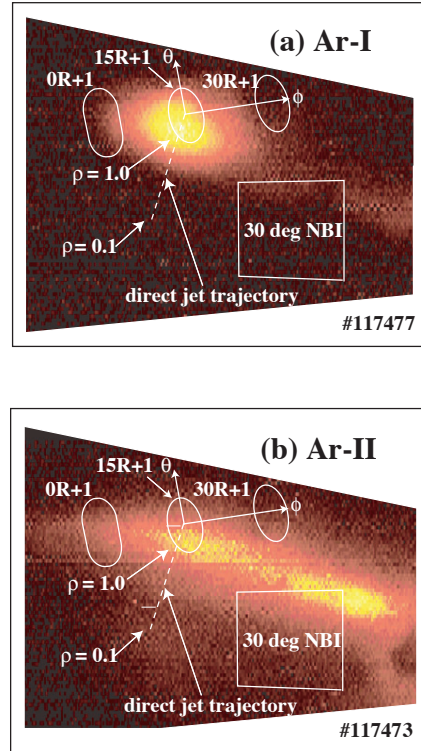 (a) Ar-I
15R+1 θ
0R+1 30R+1
ϕ
ρ = 1.0
ρ = 0.1
30 deg NBI
direct jet trajectory
#117477
(b) Ar-II
15R+1 θ
0R+1 30R+1
ϕ
ρ = 1.0
ρ = 0.1
30 deg NBI
direct jet trajectory
#117473